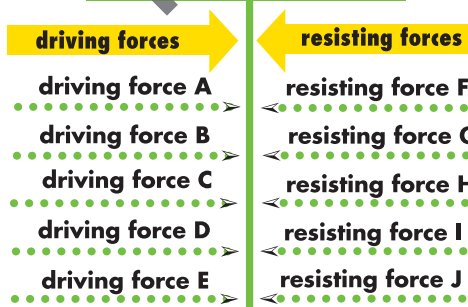 driving forces
driving force A
driving force B
driving force C
driving force D
driving force E
resisting forces
resisting force F
resisting force
resisting force
resisting force I
resisting force J